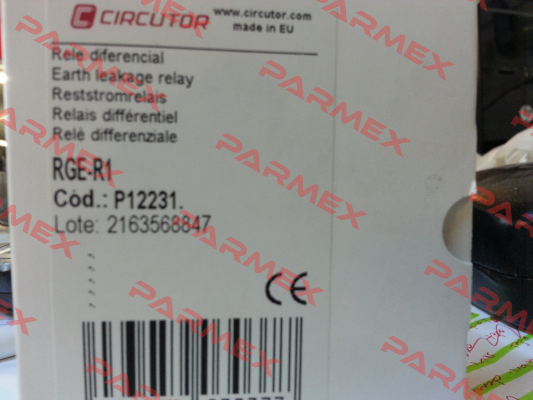 CIRCUTOR
www.circutor.com
made in EU
Rele diferencial
Earth leakage relay
Reststromrelais
Relais différentiel
Relè differenziale
RGE-R1
Cód.: P12231.
Lote: 2163568847
CE
PARMEX
PARMEX
PARMEX
PARMEX
PARMEX
PARMEX
PARMEX
PARMEX